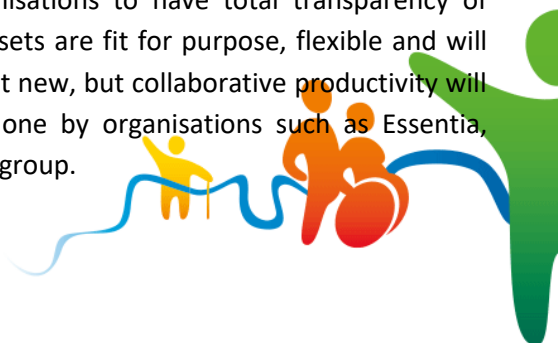 nisations to have total transparency of
sets are fit for purpose, flexible and will
t new, but collaborative productivity will
one by organisations such as Essentia,
group.